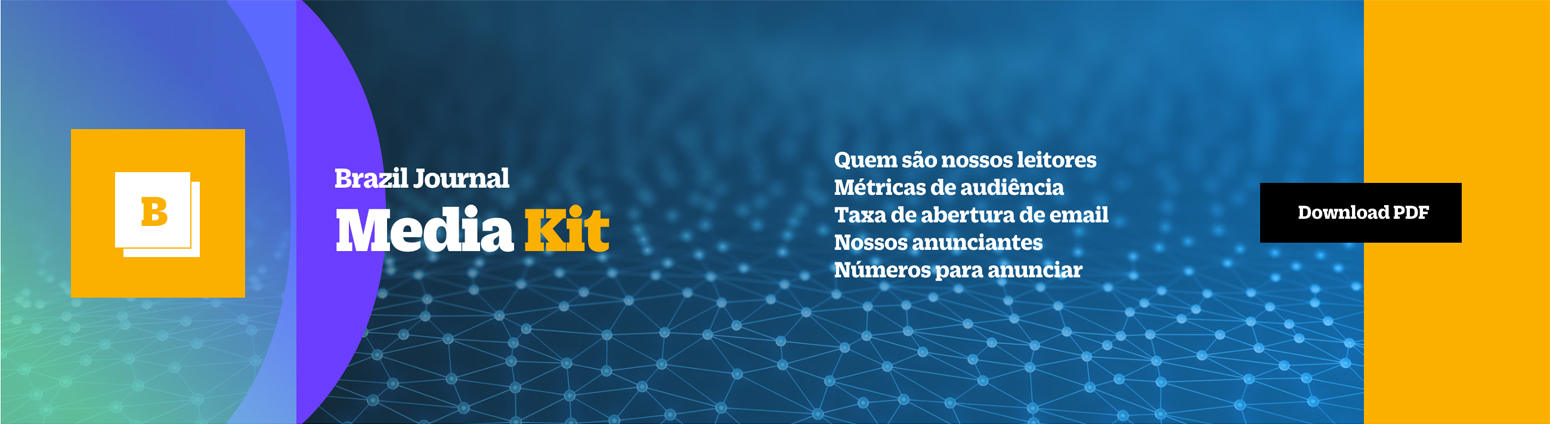 B
Brazil Journal
Media Kit
Quem são nossos leitores
Métricas de audiência
Taxa de abertura de email
Nossos anunciantes
Números para anunciar
Download PDF